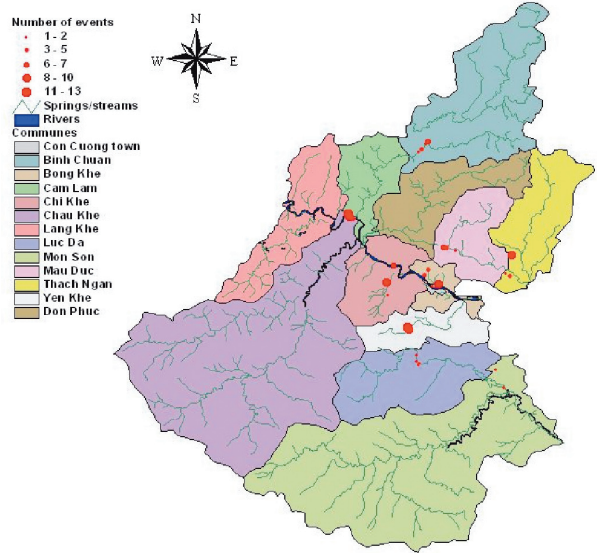 Number of events
1 - 2
3 - 5
6 - 7
8 - 10
11 - 13
Springs/streams
Rivers
Communes
Con Cuong town
Binh Chuan
Bong Khe
Cam Lam
Chi Khe
Chau Khe
Lang Khe
Luc Da
Mon Son
Mau Duc
Thach Ngan
Yen Khe
Don Phuc
N
W E
S